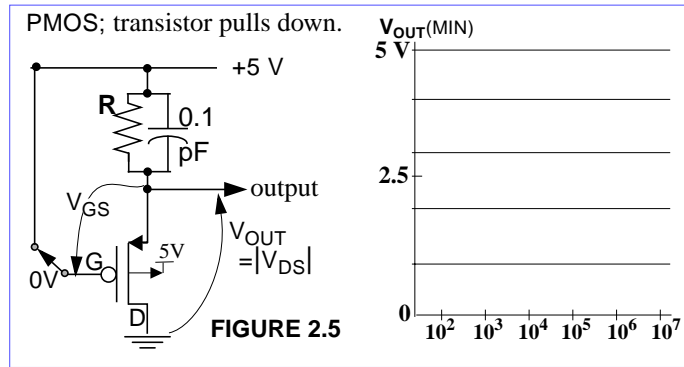 PMOS; transistor pulls down.
V_OUT(MIN)
5 V
+5 V
R
0.1
pF
output
2.5
V_GS
V_OUT
=|V_DS|
5V
G
0V
D
FIGURE 2.5
0
10² 10³ 10⁴ 10⁵ 10⁶ 10⁷